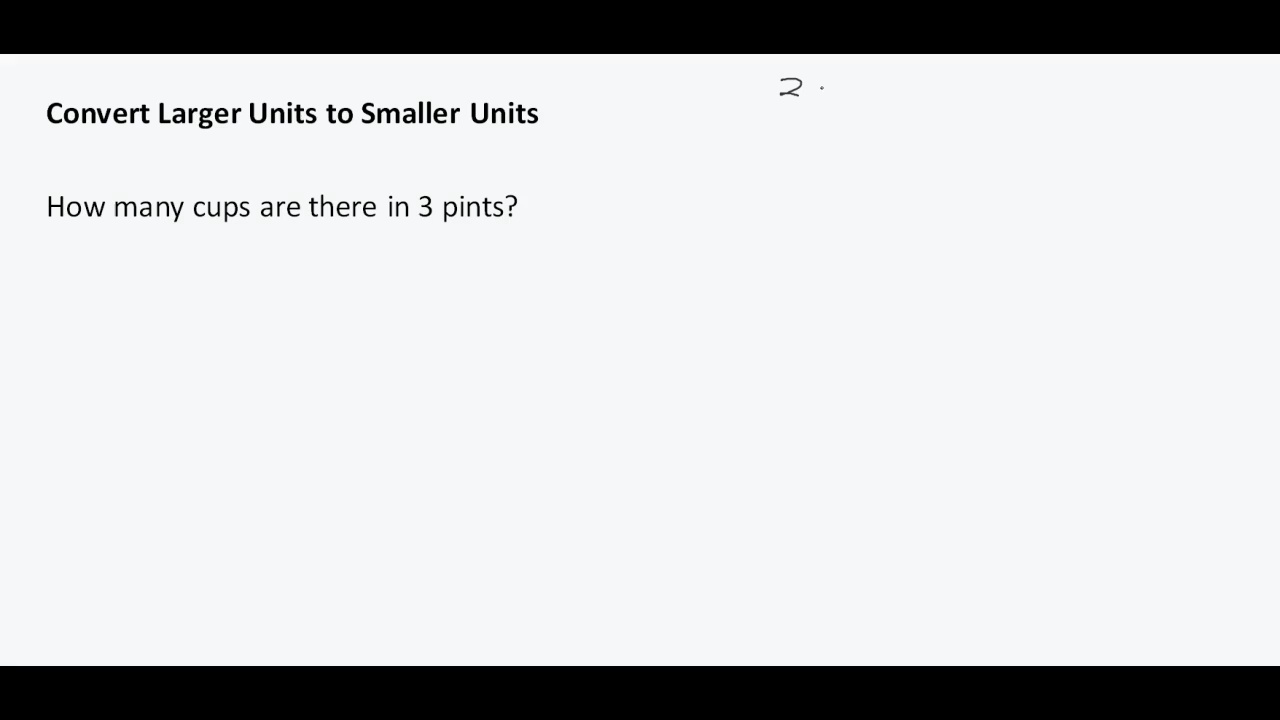 Convert Larger Units to Smaller Units
2
How many cups are there in 3 pints?